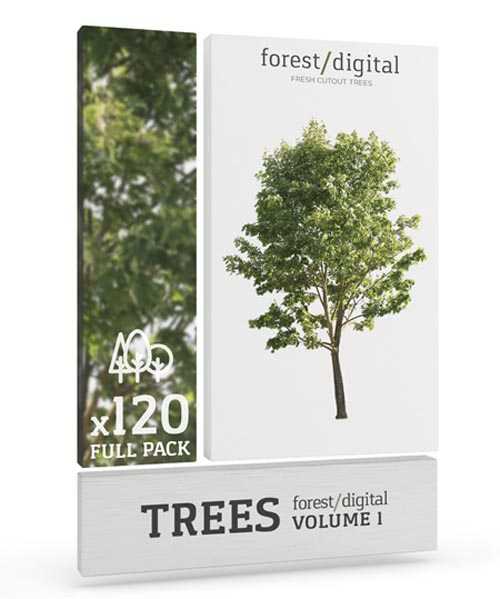 forest/digital
FRESH CUTOUT TREES
x120
FULL PACK
TREES
forest/digital
VOLUME 1